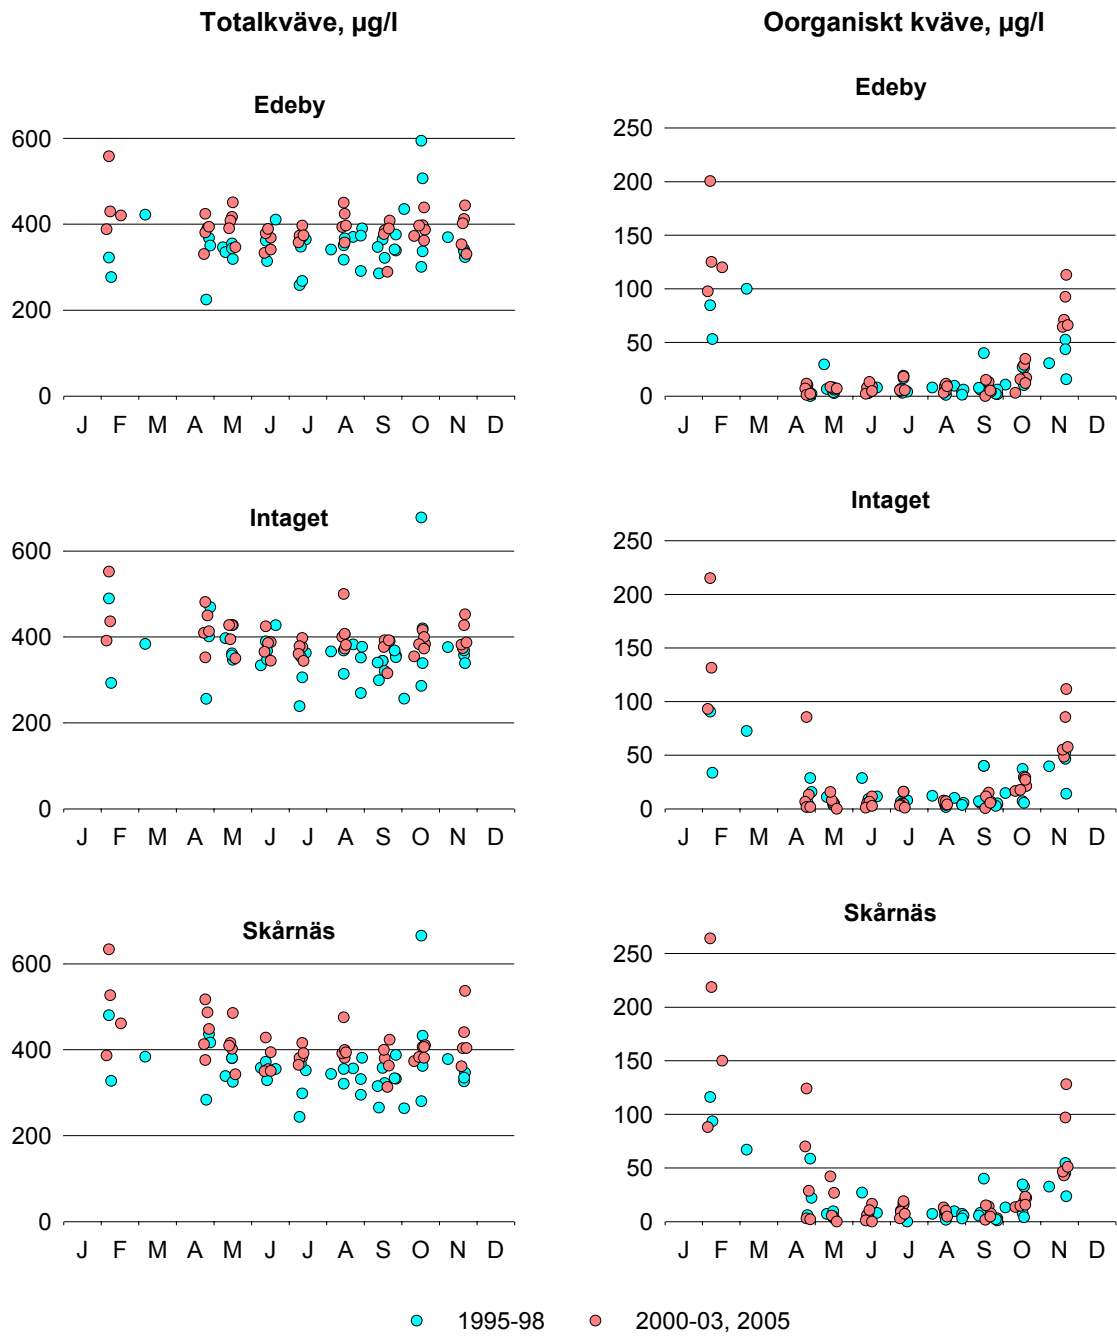 Totalkväve, µg/l
Oorganiskt kväve, µg/l
Edeby
600
400
200
0
J F M A M J J A S O N D
Edeby
250
200
150
100
50
0
J F M A M J J A S O N D
Intaget
600
400
200
0
J F M A M J J A S O N D
Intaget
250
200
150
100
50
0
J F M A M J J A S O N D
Skårnäs
600
400
200
0
J F M A M J J A S O N D
Skårnäs
250
200
150
100
50
0
J F M A M J J A S O N D
1995-98
2000-03, 2005